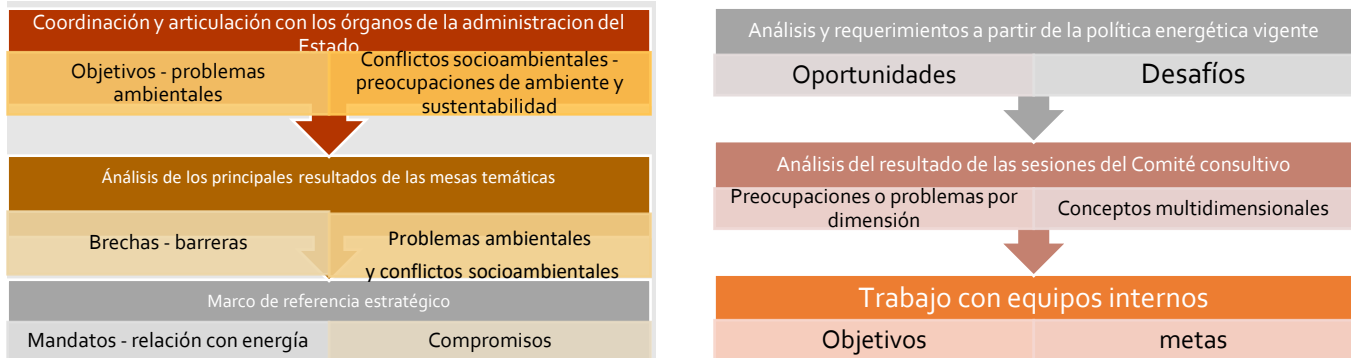 Coordinación y articulación con los órganos de la administracion del
Estado
Objetivos - problemas
ambientales
Conflictos socioambientales -
preocupaciones de ambiente y
sustentabilidad
Ánálisis de los principales resultados de las mesas temáticas
Brechas - barreras
Problemas ambientales
y conflictos socioambientales
Marco de referencia estratégico
Mandatos - relación con energía
Compromisos
Análisis y requerimientos a partir de la política energética vigente
Oportunidades
Desafíos
Análisis del resultado de las sesiones del Comité consultivo
Preocupaciones o problemas por
dimensión
Conceptos multidimensionales
Trabajo con equipos internos
Objetivos
metas